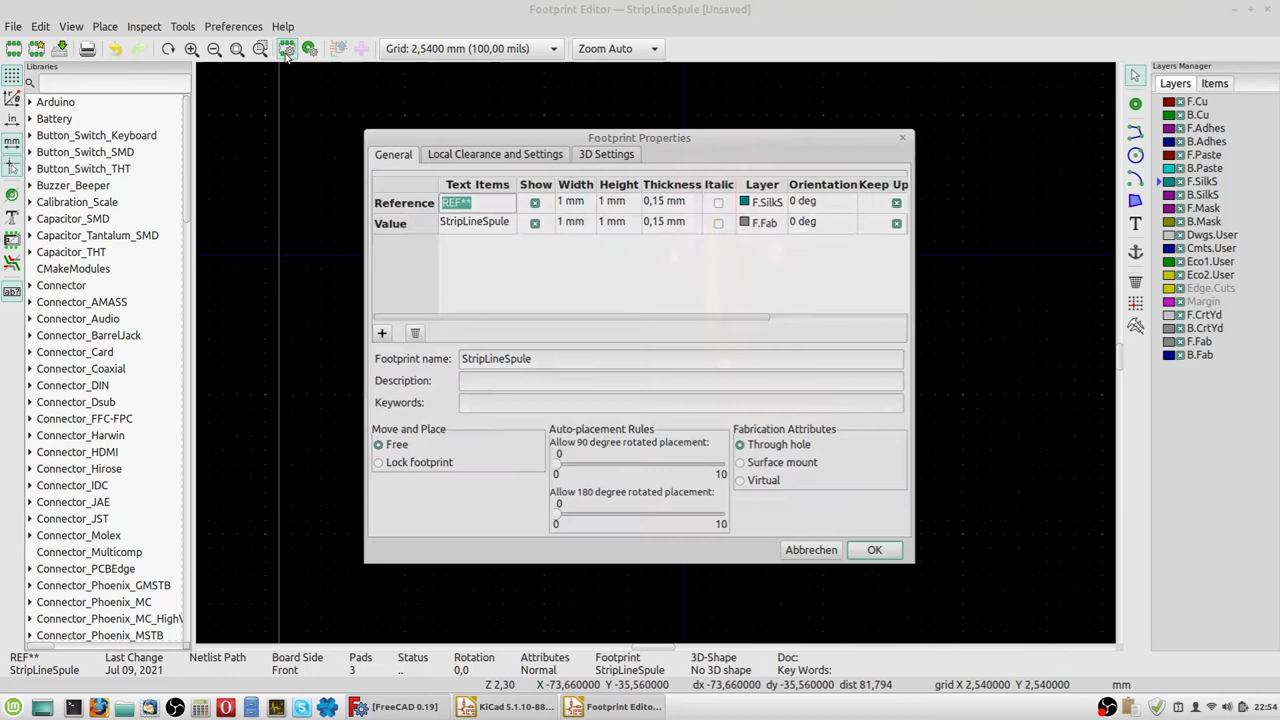 Footprint Editor — StripLineSpule [Unsaved]
File Edit View Place Inspect Tools Preferences Help
Grid: 2,5400 mm (100,00 mils) Zoom Auto
Libraries
Arduino
Battery
Button_Switch_Keyboard
Button_Switch_SMD
Button_Switch_THT
Buzzer_Beeper
Calibration_Scale
Capacitor_SMD
Capacitor_Tantalum_SMD
Capacitor_THT
CMakeModules
Connector
Connector_AMASS
Connector_Audio
Connector_BarrelJack
Connector_Card
Connector_Coaxial
Connector_DIN
Connector_Dsub
Connector_FFC-FPC
Connector_Harwin
Connector_HDMI
Connector_Hirose
Connector_IDC
Connector_JAE
Connector_JST
Connector_Molex
Connector_Multicomp
Connector_PCBEdge
Connector_Phoenix_GMSTB
Connector_Phoenix_MC
Connector_Phoenix_MC_HighV
Connector_Phoenix_MSTB
in
mm
Footprint Properties
General Local Clearance and Settings 3D Settings
Text Items Show Width Height Thickness Italic Layer Orientation Keep Up
Reference REF** 1 mm 1 mm 0,15 mm F.SilkS 0 deg
Value StripLineSpule 1 mm 1 mm 0,15 mm F.Fab 0 deg
Footprint name: StripLineSpule
Description:
Keywords:
Move and Place
Free
Lock footprint
Auto-placement Rules
Allow 90 degree rotated placement:
0
0 10
Allow 180 degree rotated placement:
0
0 10
Fabrication Attributes
Through hole
Surface mount
Virtual
Abbrechen OK
Layers Manager
Layers Items
F.Cu
B.Cu
F.Adhes
B.Adhes
F.Paste
B.Paste
F.SilkS
B.SilkS
F.Mask
B.Mask
Dwgs.User
Cmts.User
Eco1.User
Eco2.User
Edge.Cuts
Margin
F.CrtYd
B.CrtYd
F.Fab
B.Fab
REF** Last Change Netlist Path Board Side Pads Status Rotation Attributes Footprint 3D-Shape Doc:
StripLineSpule Jul 09, 2021 Front 3 .. 0,0 Normal StripLineSpule No 3D shape Key Words:
Z 2,30 X -73,660000 Y -35,560000 dx -73,660000 dy -35,560000 dist 81,794 grid X 2,540000 Y 2,540000 mm
[FreeCAD 0.19] KiCad 5.1.10-88... Footprint Edito... 22:54